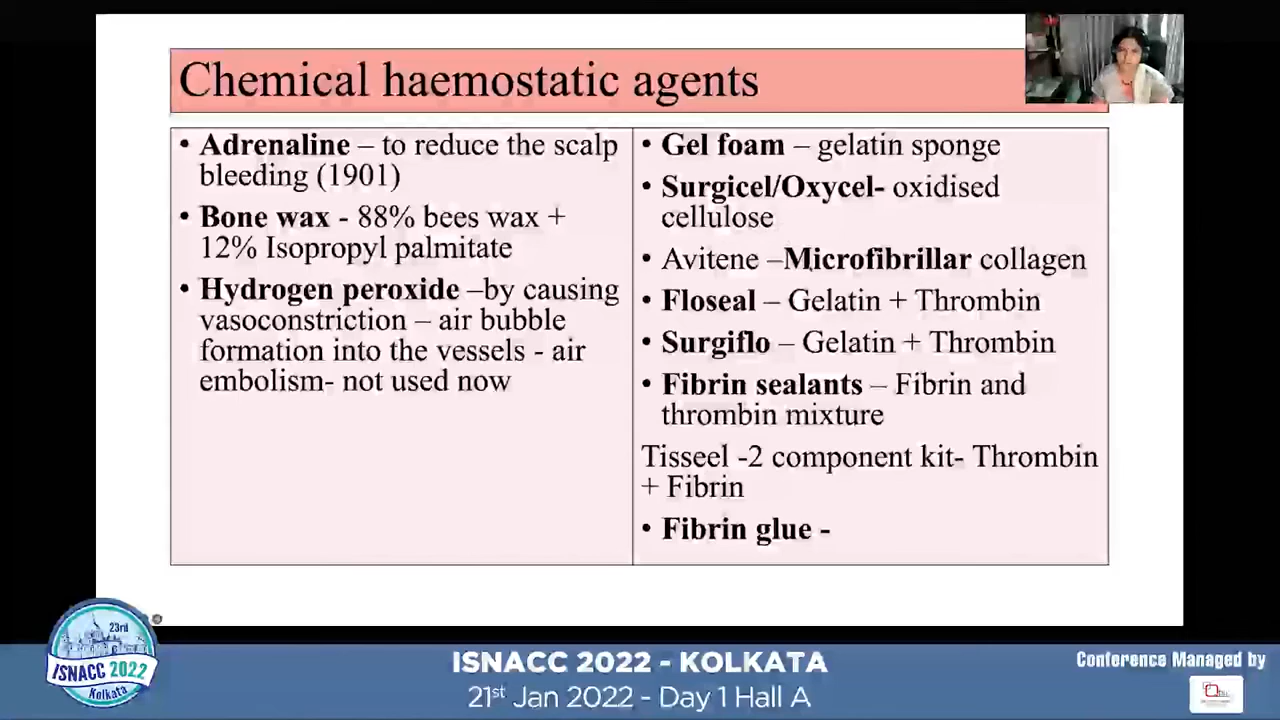 Chemical haemostatic agents
• Adrenaline – to reduce the scalp
bleeding (1901)
• Bone wax - 88% bees wax +
12% Isopropyl palmitate
• Hydrogen peroxide –by causing
vasoconstriction – air bubble
formation into the vessels - air
embolism- not used now
• Gel foam – gelatin sponge
• Surgicel/Oxycel- oxidised
cellulose
• Avitene –Microfibrillar collagen
• Floseal – Gelatin + Thrombin
• Surgiflo – Gelatin + Thrombin
• Fibrin sealants – Fibrin and
thrombin mixture
Tisseel -2 component kit- Thrombin
+ Fibrin
• Fibrin glue -
23rd
ISNACC 2022
Kolkata
ISNACC 2022 - KOLKATA
21st Jan 2022 - Day 1 Hall A
Conference Managed by